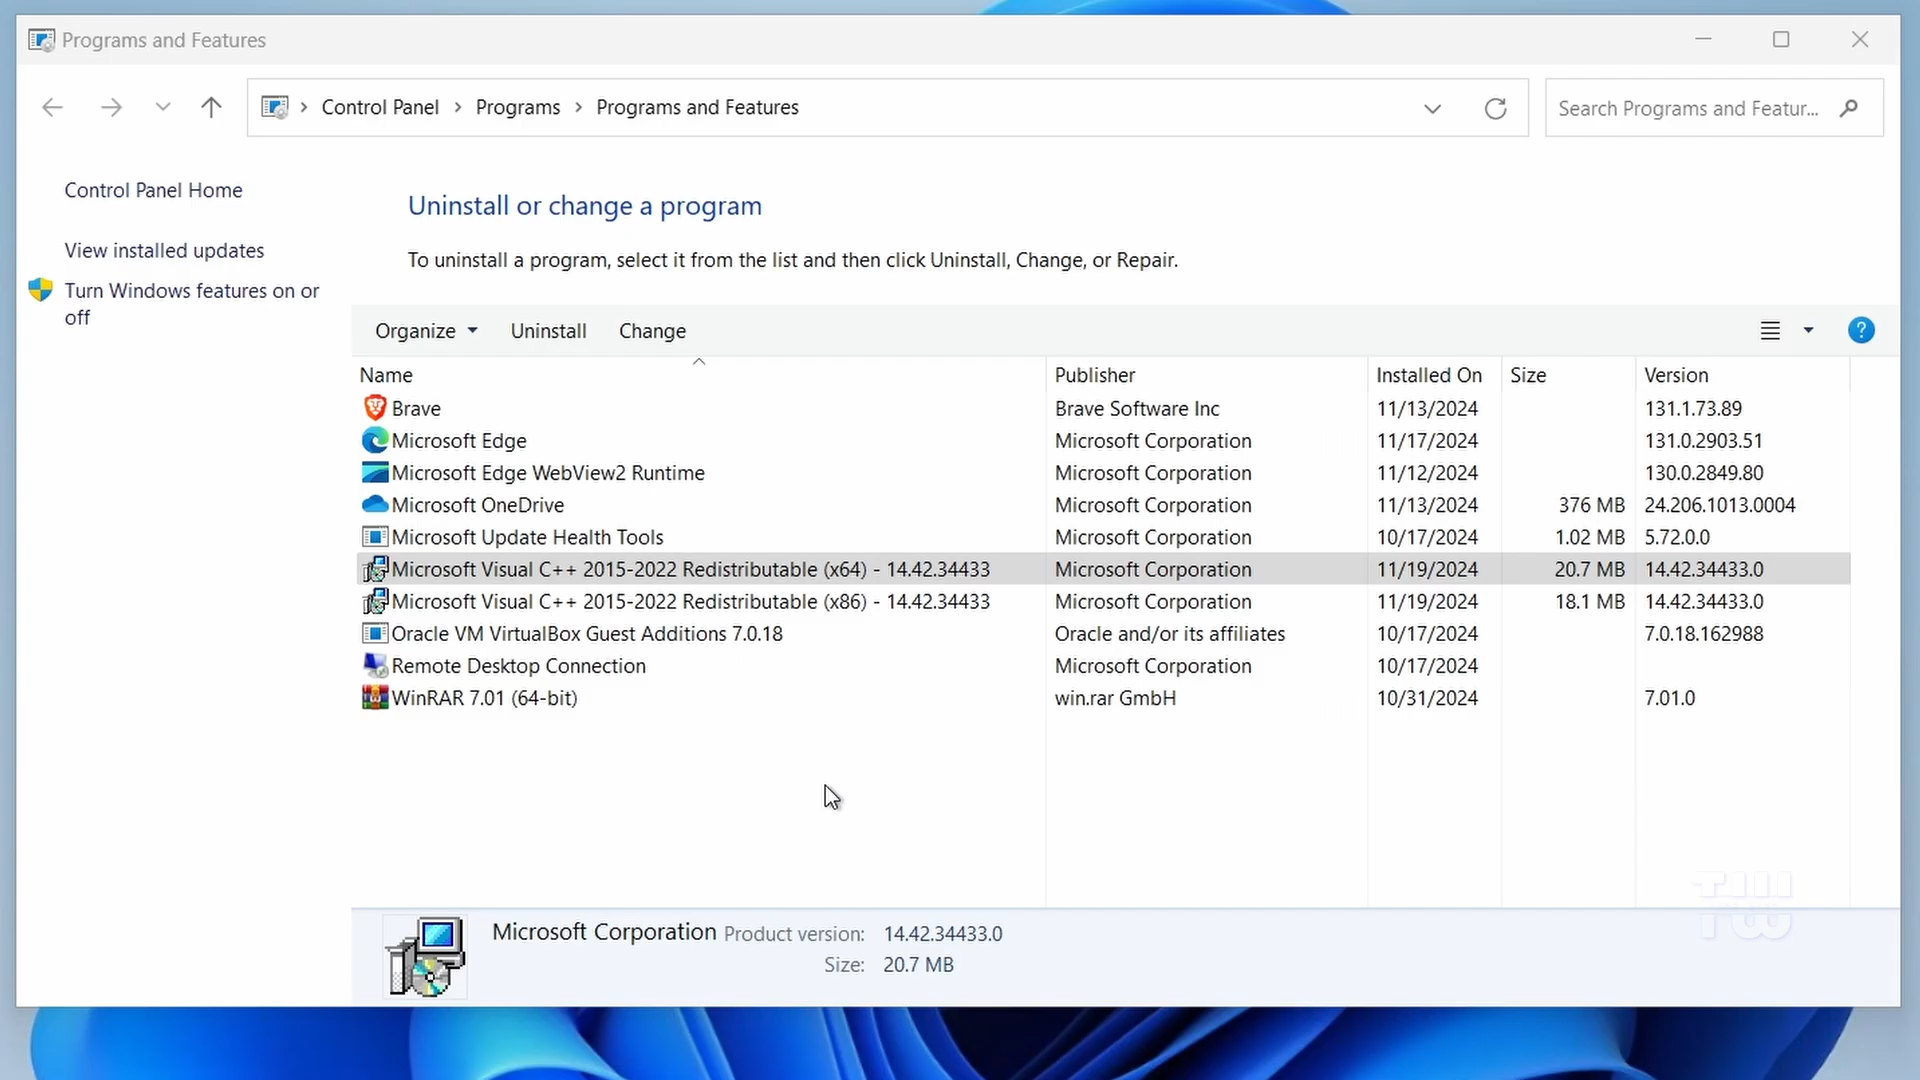 Programs and Features
Control Panel > Programs > Programs and Features
Search Programs and Featur...
Control Panel Home
View installed updates
Turn Windows features on or
off
Uninstall or change a program
To uninstall a program, select it from the list and then click Uninstall, Change, or Repair.
Organize Uninstall Change ?
Name Publisher Installed On Size Version
Brave Brave Software Inc 11/13/2024 131.1.73.89
Microsoft Edge Microsoft Corporation 11/17/2024 131.0.2903.51
Microsoft Edge WebView2 Runtime Microsoft Corporation 11/12/2024 130.0.2849.80
Microsoft OneDrive Microsoft Corporation 11/13/2024 376 MB 24.206.1013.0004
Microsoft Update Health Tools Microsoft Corporation 10/17/2024 1.02 MB 5.72.0.0
Microsoft Visual C++ 2015-2022 Redistributable (x64) - 14.42.34433 Microsoft Corporation 11/19/2024 20.7 MB 14.42.34433.0
Microsoft Visual C++ 2015-2022 Redistributable (x86) - 14.42.34433 Microsoft Corporation 11/19/2024 18.1 MB 14.42.34433.0
Oracle VM VirtualBox Guest Additions 7.0.18 Oracle and/or its affiliates 10/17/2024 7.0.18.162988
Remote Desktop Connection Microsoft Corporation 10/17/2024
WinRAR 7.01 (64-bit) win.rar GmbH 10/31/2024 7.01.0
Microsoft Corporation Product version: 14.42.34433.0
Size: 20.7 MB